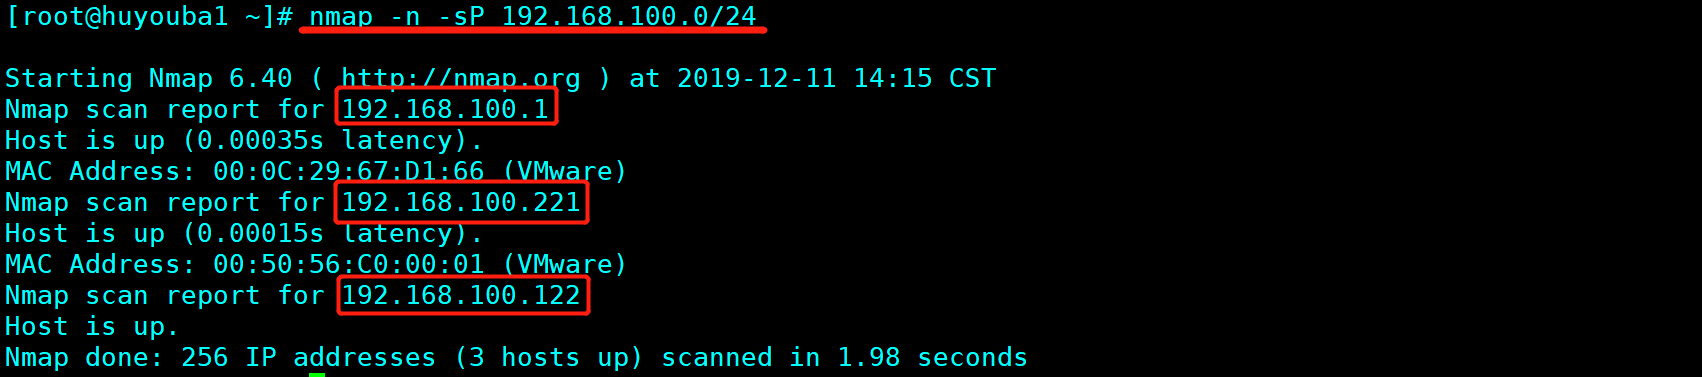 [root@huyouba1 ~]# nmap -n -sP 192.168.100.0/24
Starting Nmap 6.40 ( http://nmap.org ) at 2019-12-11 14:15 CST
Nmap scan report for 192.168.100.1
Host is up (0.00035s latency).
MAC Address: 00:0C:29:67:D1:66 (VMware)
Nmap scan report for 192.168.100.221
Host is up (0.00015s latency).
MAC Address: 00:50:56:C0:00:01 (VMware)
Nmap scan report for 192.168.100.122
Host is up.
Nmap done: 256 IP addresses (3 hosts up) scanned in 1.98 seconds